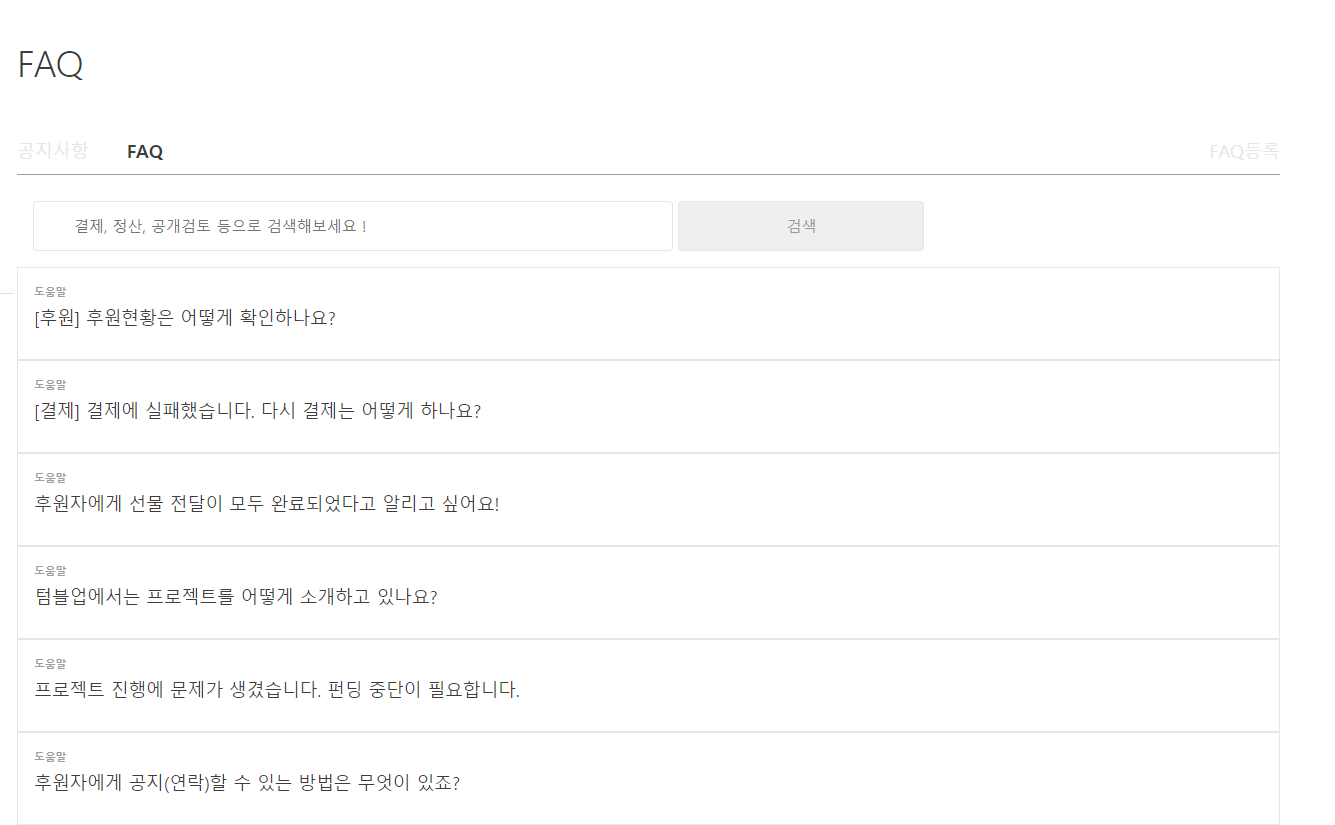 FAQ
공지사항 FAQ FAQ등록
결제, 정산, 공개검토 등으로 검색해보세요 ! 검색
도움말
[후원] 후원현황은 어떻게 확인하나요?
도움말
[결제] 결제에 실패했습니다. 다시 결제는 어떻게 하나요?
도움말
후원자에게 선물 전달이 모두 완료되었다고 알리고 싶어요!
도움말
텀블업에서는 프로젝트를 어떻게 소개하고 있나요?
도움말
프로젝트 진행에 문제가 생겼습니다. 펀딩 중단이 필요합니다.
도움말
후원자에게 공지(연락)할 수 있는 방법은 무엇이 있죠?